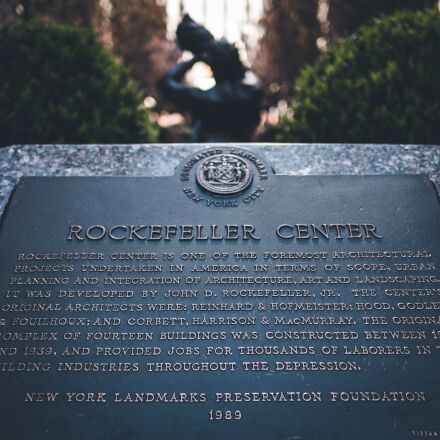 DESIGNATED LANDMARK
NEW YORK CITY
ROCKEFELLER CENTER
ROCKEFELLER CENTER IS ONE OF THE FOREMOST ARCHITECTURAL
PROJECTS UNDERTAKEN IN AMERICA IN TERMS OF SCOPE, URBAN
PLANNING AND INTEGRATION OF ARCHITECTURE, ART AND LANDSCAPING.
IT WAS DEVELOPED BY JOHN D. ROCKEFELLER, JR. THE CENTER'S
ORIGINAL ARCHITECTS WERE: REINHARD & HOFMEISTER; HOOD, GODLEY
& FOUILHOUX; AND CORBETT, HARRISON & MACMURRAY. THE ORIGINAL
COMPLEX OF FOURTEEN BUILDINGS WAS CONSTRUCTED BETWEEN
AND 1939, AND PROVIDED JOBS FOR THOUSANDS OF LABORERS IN
BUILDING INDUSTRIES THROUGHOUT THE DEPRESSION.
NEW YORK LANDMARKS PRESERVATION FOUNDATION
1989